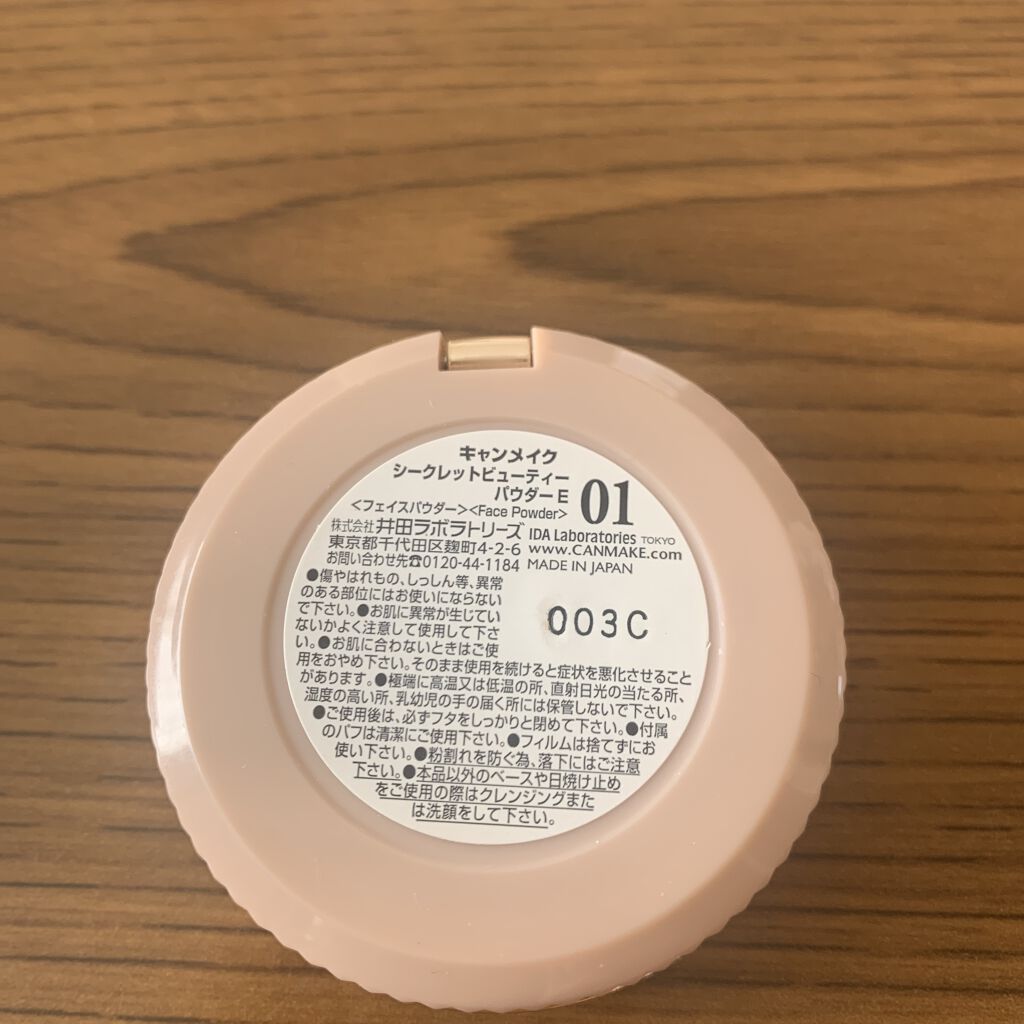 キャンメイク
シークレットビューティー
パウダー E
01
<フェイスパウダー><Face Powder>
株式会社 井田ラボラトリーズ IDA Laboratories TOKYO
東京都千代田区麹町4-2-6 www.CANMAKE.com
お問い合わせ先☎0120-44-1184 MADE IN JAPAN
●傷やはれもの、しっしん等、異常
のある部位にはお使いにならない
で下さい。●お肌に異常が生じてい
ないかよく注意して使用して下さ
い。●お肌に合わないときはご使
003C
用をおやめ下さい。そのまま使用を続けると症状を悪化させること
があります。●極端に高温又は低温の所、直射日光の当たる所、
湿度の高い所、乳幼児の手の届く所には保管しないで下さい。
●ご使用後は、必ずフタをしっかりと閉めて下さい。●付属
のパフは清潔にご使用下さい。●フィルムは捨てずにお
使い下さい。●粉割れを防ぐ為、落下にはご注意
下さい。●本品以外のベースや日焼け止め
をご使用の際はクレンジングまた
は洗顔をして下さい。